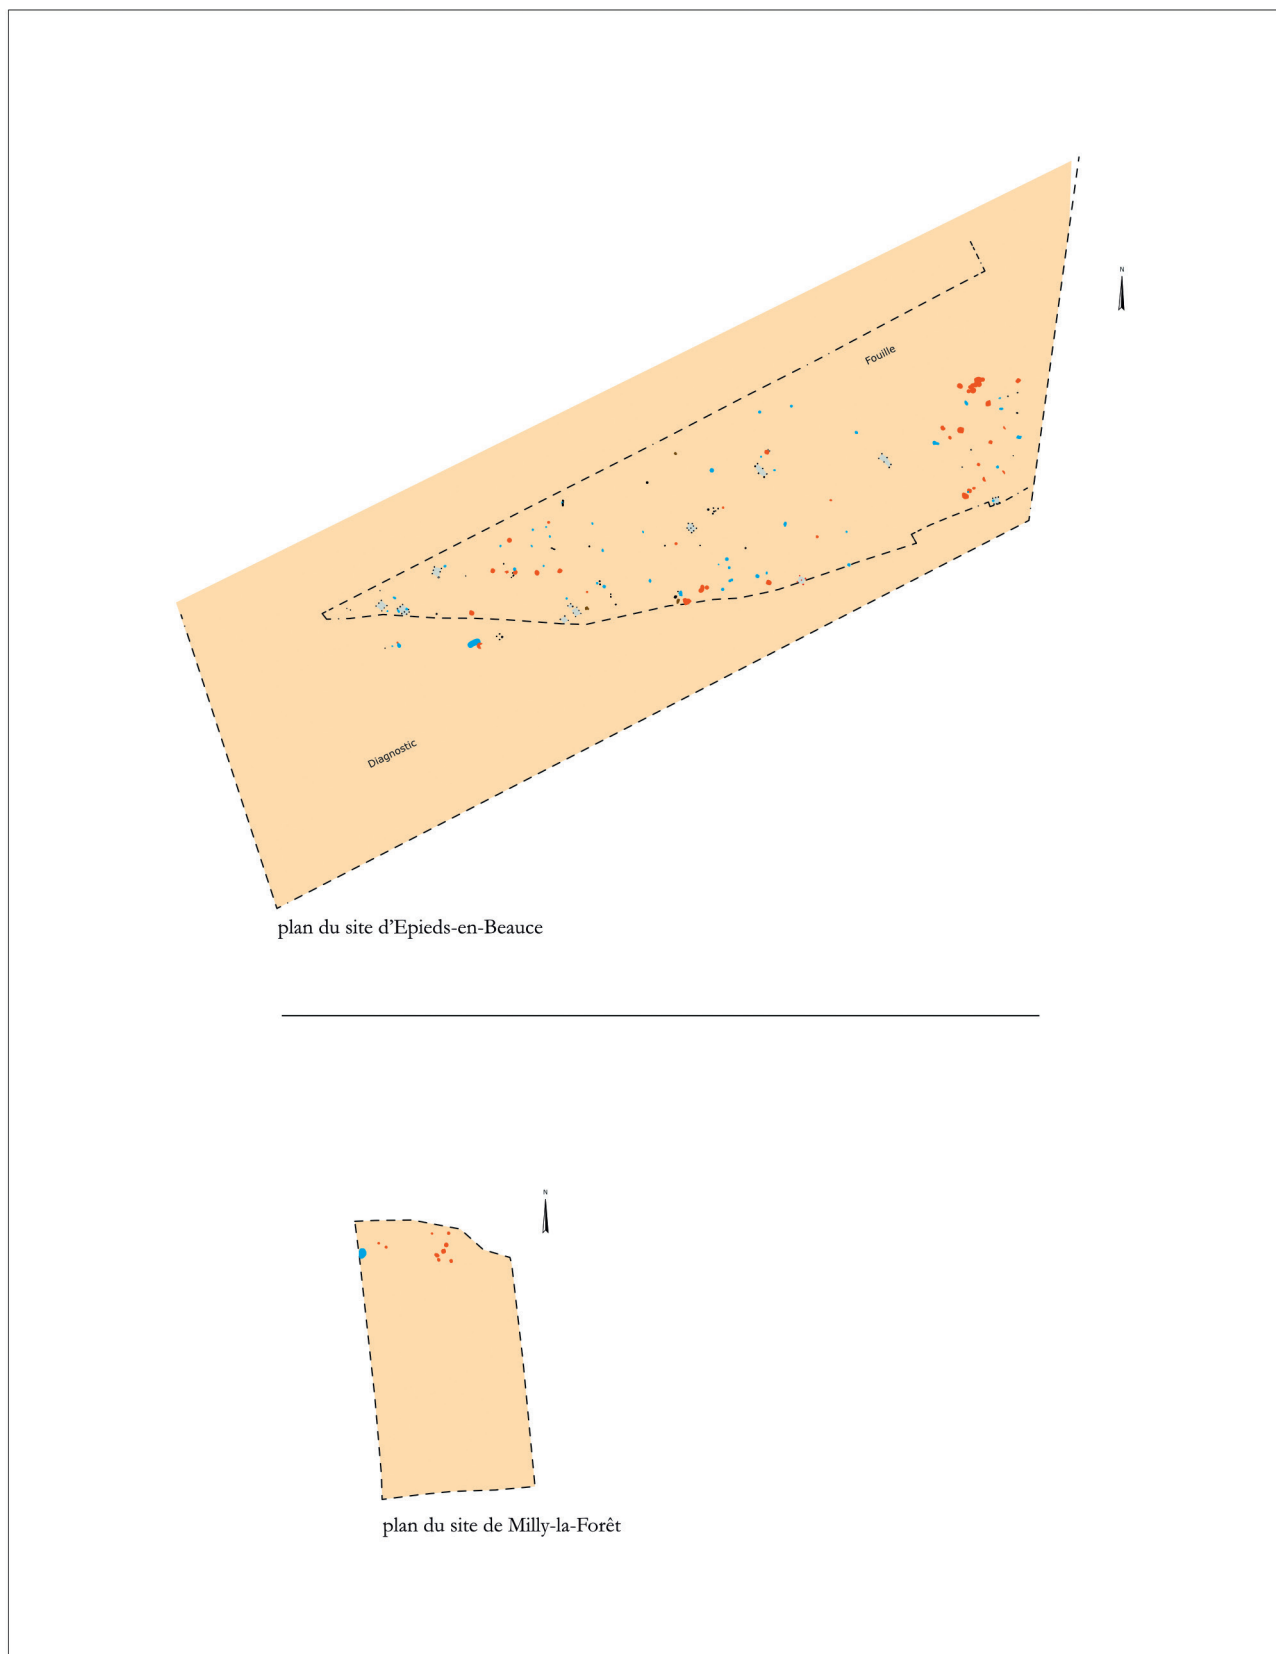 N
Fouille
Diagnostic
plan du site d’Epieds-en-Beauce
N
plan du site de Milly-la-Forêt